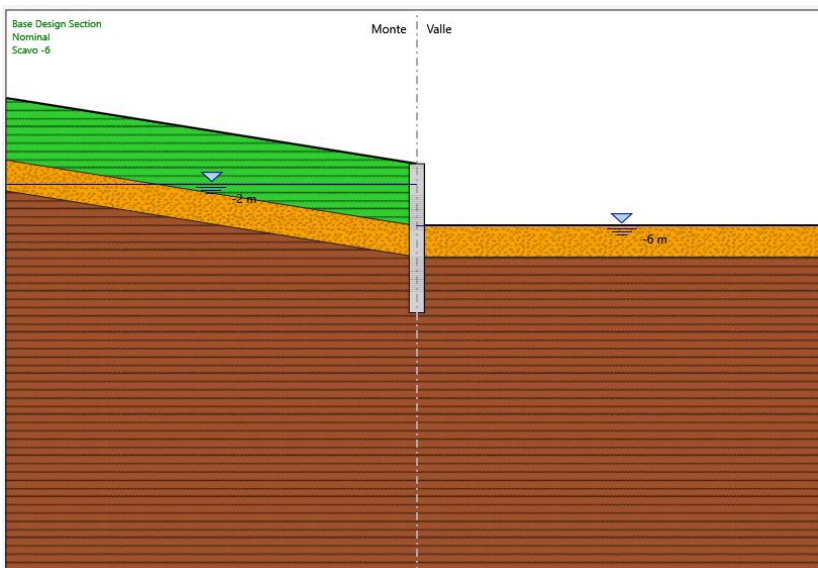 Base Design Section
Nominal
Scavo -6
Monte
Valle
-2 m
-6 m